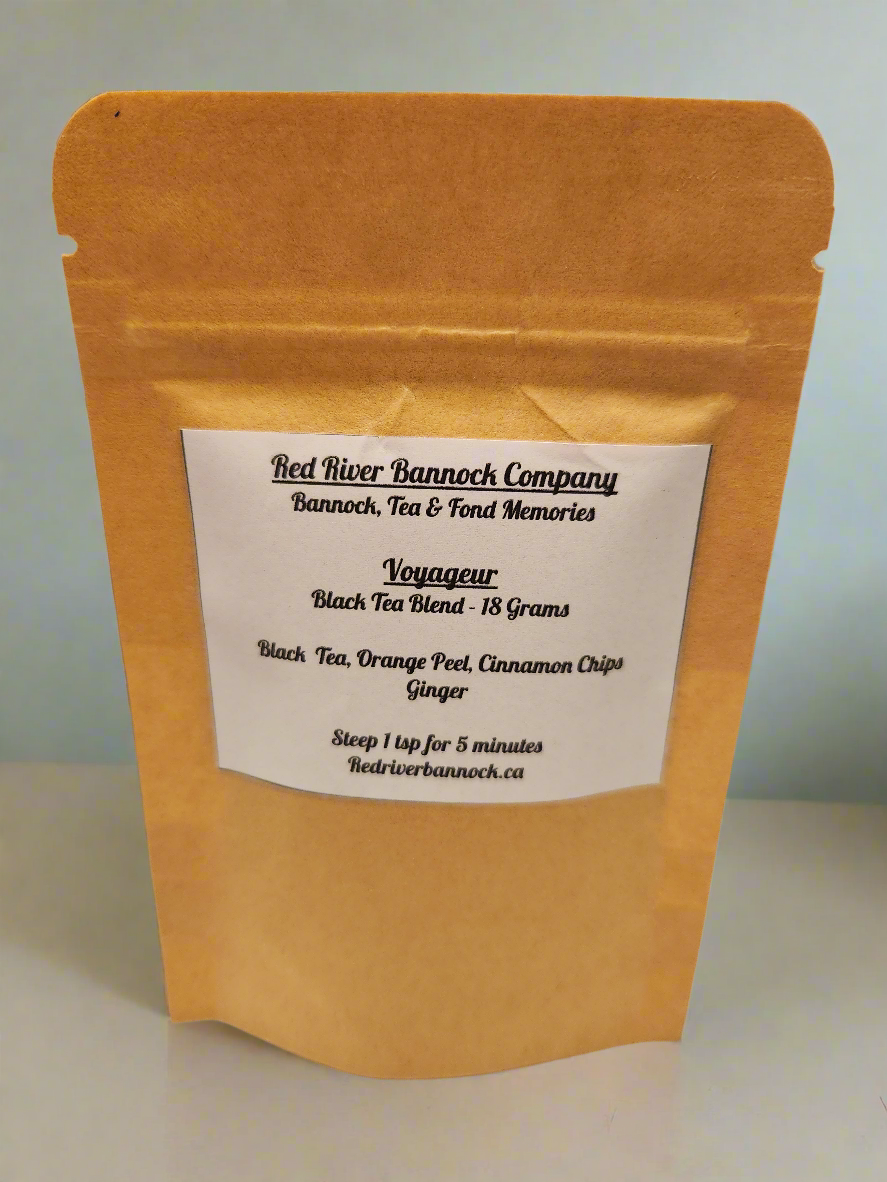 Red River Bannock Company
Bannock, Tea & Fond Memories
Voyageur
Black Tea Blend - 18 Grams
Black Tea, Orange Peel, Cinnamon Chips
Ginger
Steep 1 tsp for 5 minutes
Redriverbannock.ca